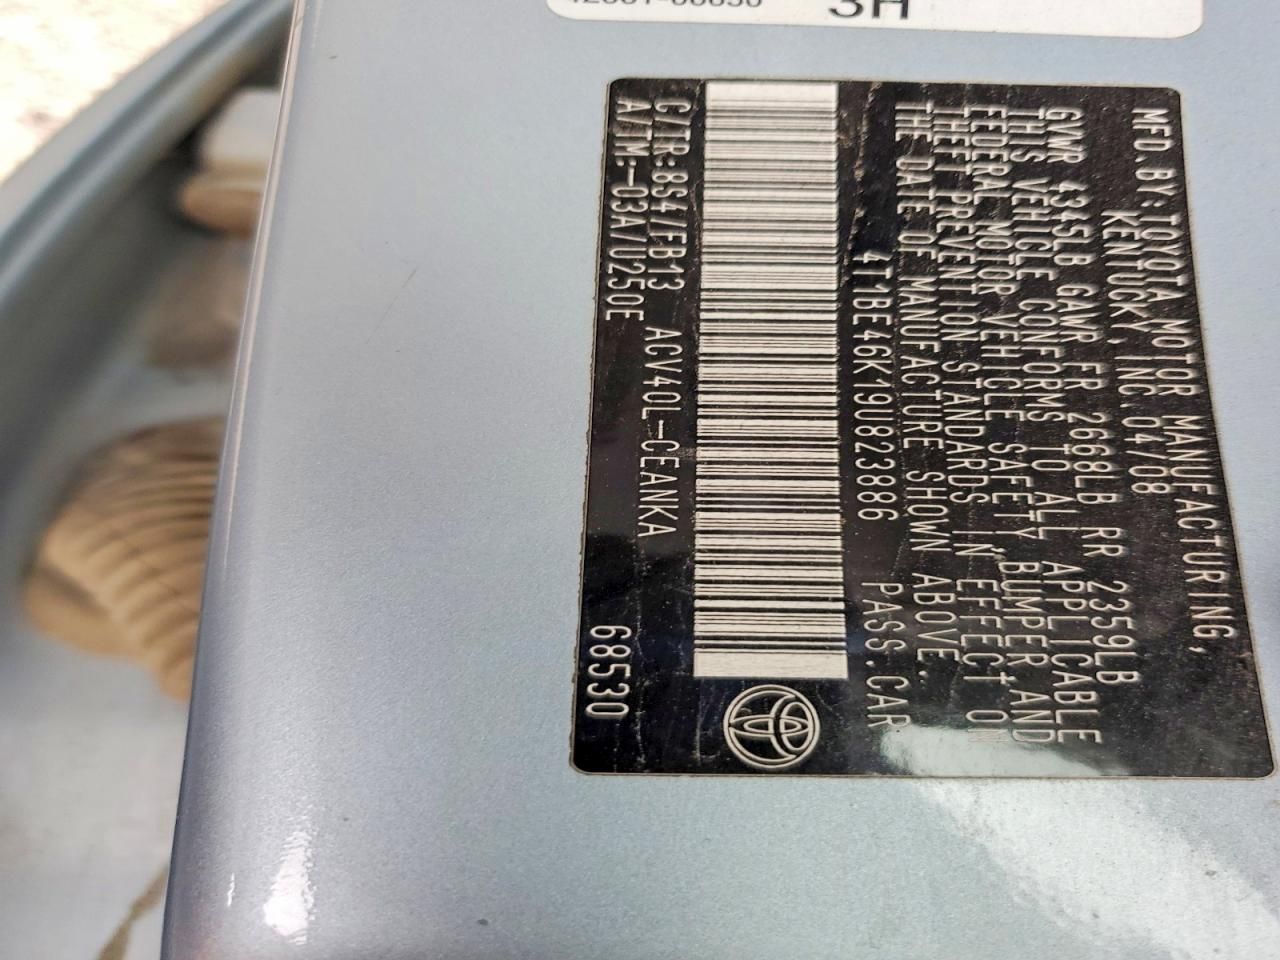 3H
MFD.BY:TOYOTA MOTOR MANUFACTURING,
KENTUCKY, INC.04/08
GVWR 4345LB GAWR FR 2668LB RR 2359LB
THIS VEHICLE CONFORMS TO ALL APPLICABLE
FEDERAL MOTOR VEHICLE SAFETY,BUMPER,AND
THEFT PREVENTION STANDARDS IN EFFECT ON
THE DATE OF MANUFACTURE SHOWN ABOVE.
4T1BE46K19U823886 PASS.CAR
C/TR:8S4/FB13 ACV40L-CEANKA
A/TM:-03A/U250E 68530